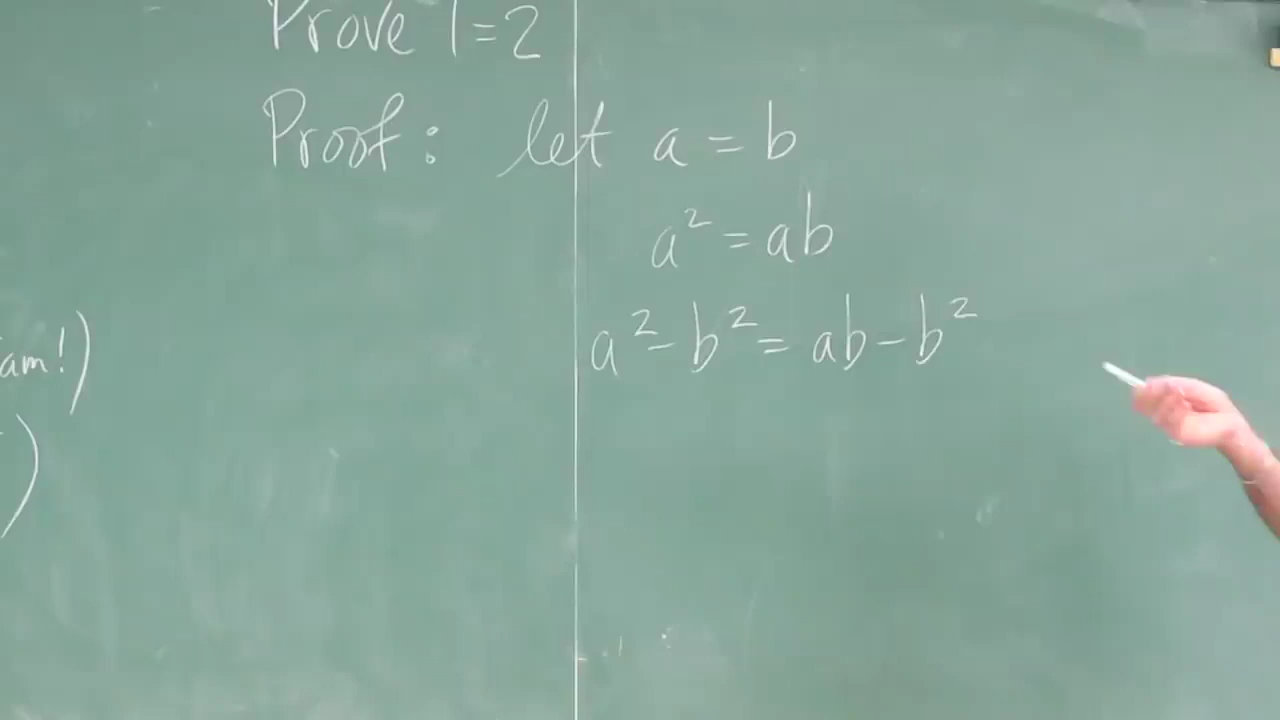 Prove 1=2
Proof: let a = b
a² = ab
a² - b² = ab - b²
am!)
)